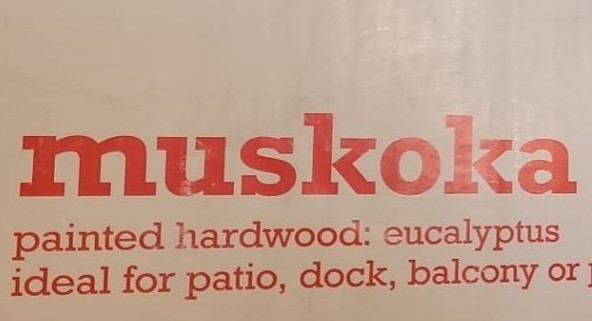 muskoka
painted hardwood: eucalyptus
ideal for patio, dock, balcony or